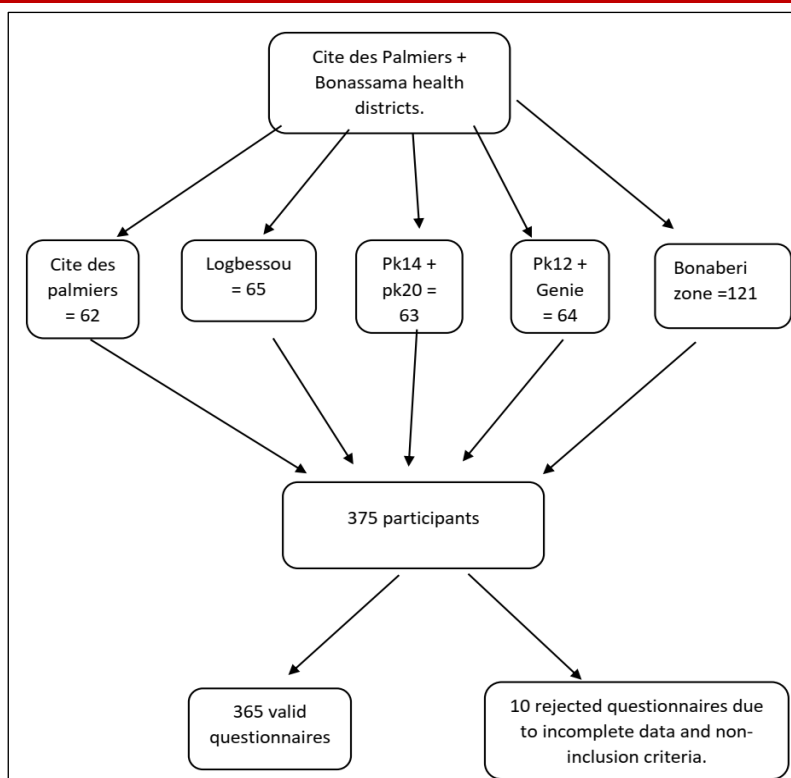 Cite des Palmiers +
Bonassama health
districts.
Cite des
palmiers
= 62
Logbessou
= 65
Pk14 +
pk20 =
63
Pk12 +
Genie
= 64
Bonaberi
zone =121
375 participants
365 valid
questionnaires
10 rejected questionnaires due
to incomplete data and non-
inclusion criteria.